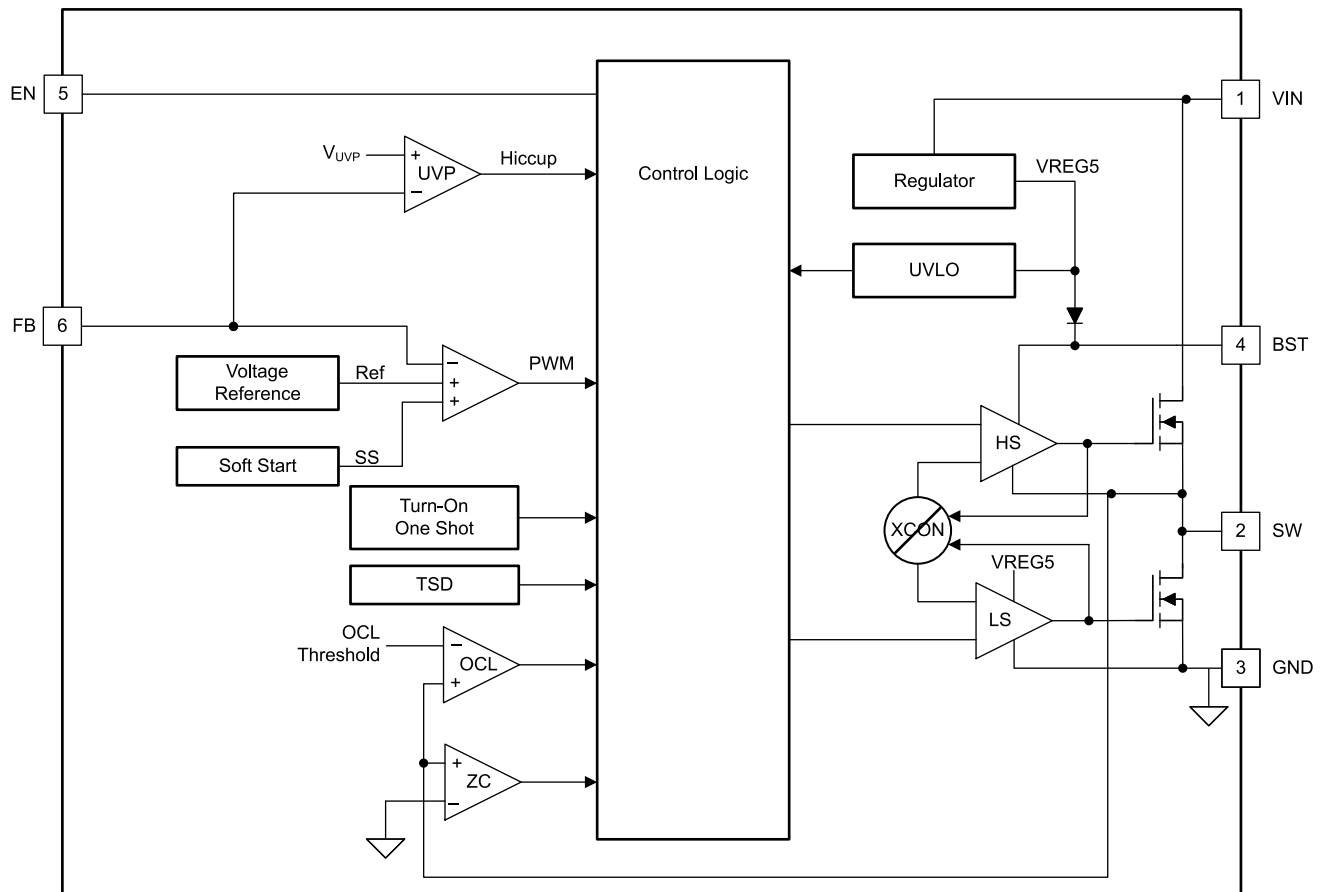 EN
5
1
VIN
VUVP
+
UVP
−
Hiccup
Control Logic
Regulator
VREG5
UVLO
FB
6
4
BST
Voltage
Reference
Ref
−
+
+
PWM
Soft Start
SS
HS
Turn-On
One Shot
XCON
2
SW
TSD
VREG5
LS
OCL
Threshold
−
OCL
+
3
GND
+
ZC
−